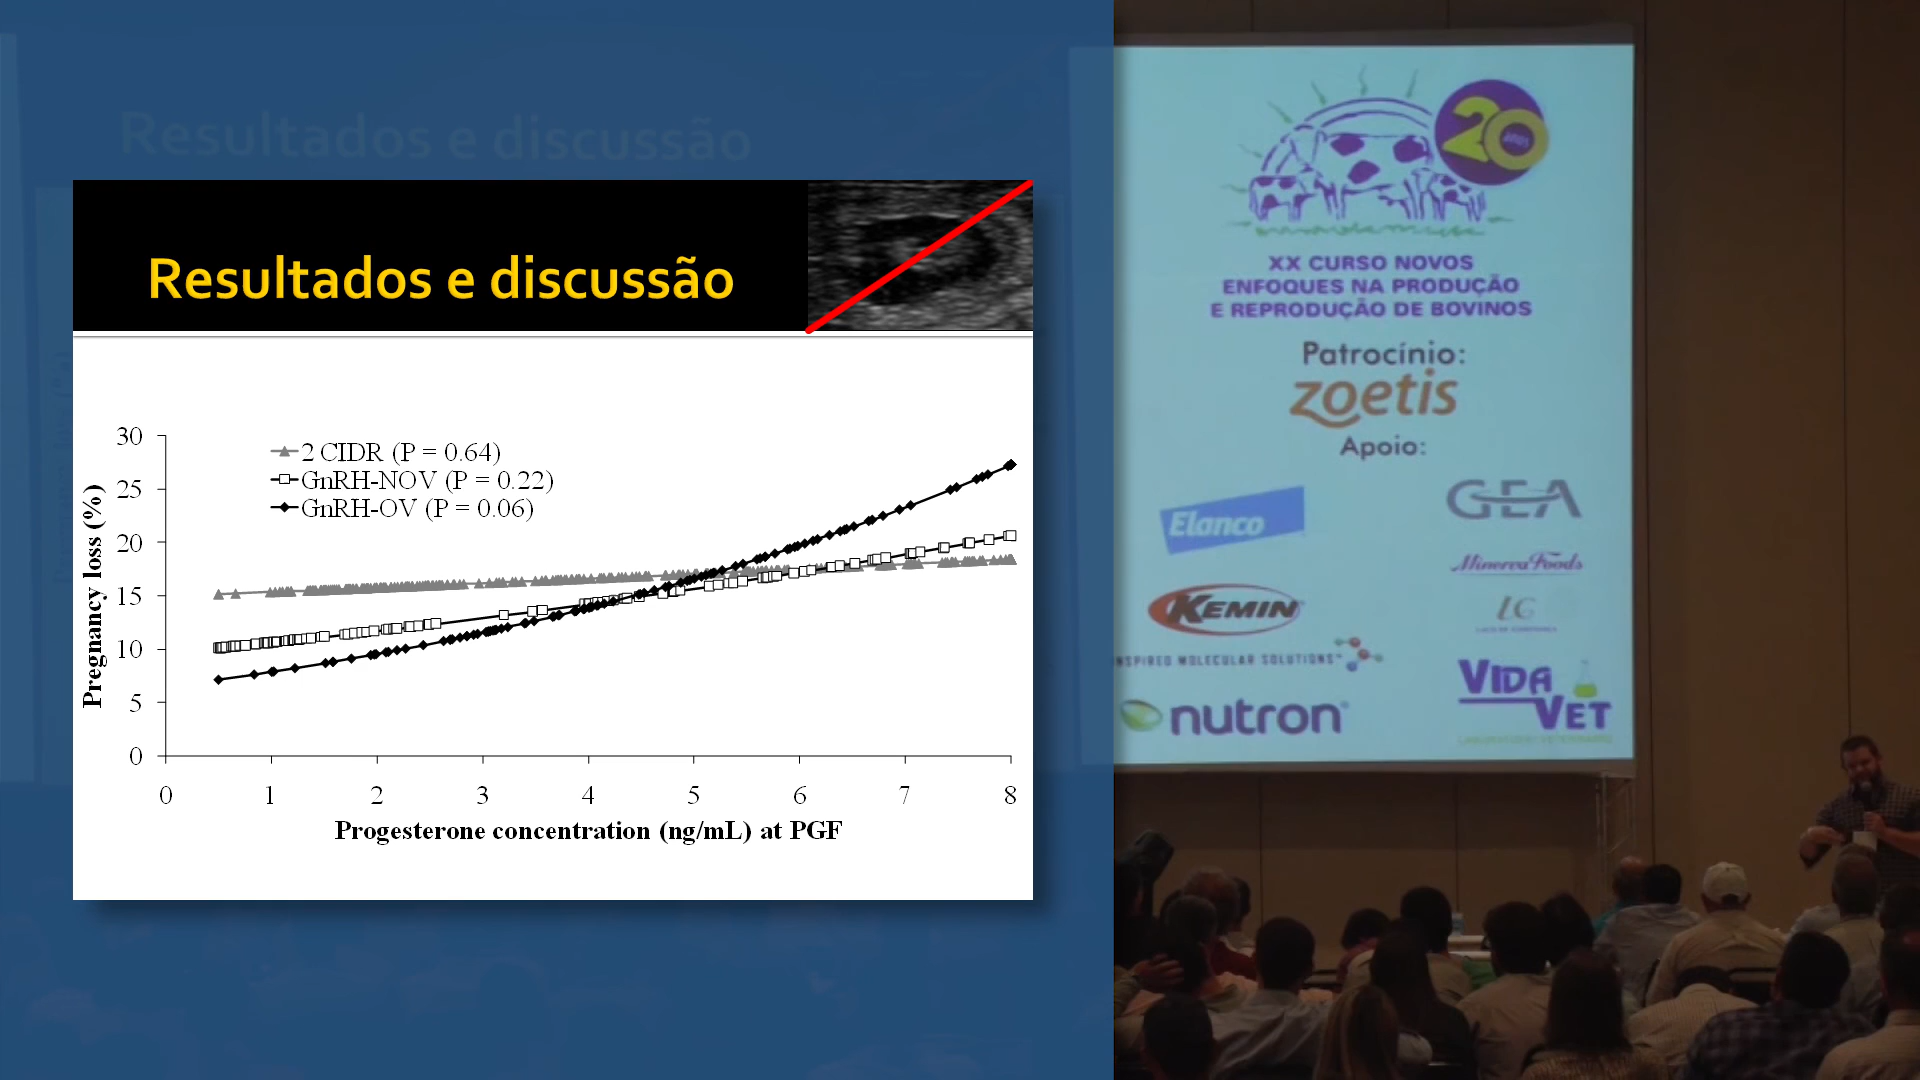 Resultados e discussão
Resultados e discussão
30
25
20
15
10
5
0
Pregnancy loss (%)
2 CIDR (P = 0.64)
GnRH-NOV (P = 0.22)
GnRH-OV (P = 0.06)
0 1 2 3 4 5 6 7 8
Progesterone concentration (ng/mL) at PGF
20
anos
XX CURSO NOVOS
ENFOQUES NA PRODUÇÃO
E REPRODUÇÃO DE BOVINOS
Patrocínio:
zoetis
Apoio:
Elanco
GEA
Minerva Foods
KEMIN
INSPIRED MOLECULAR SOLUTIONS™
nutron
VIDA
VET